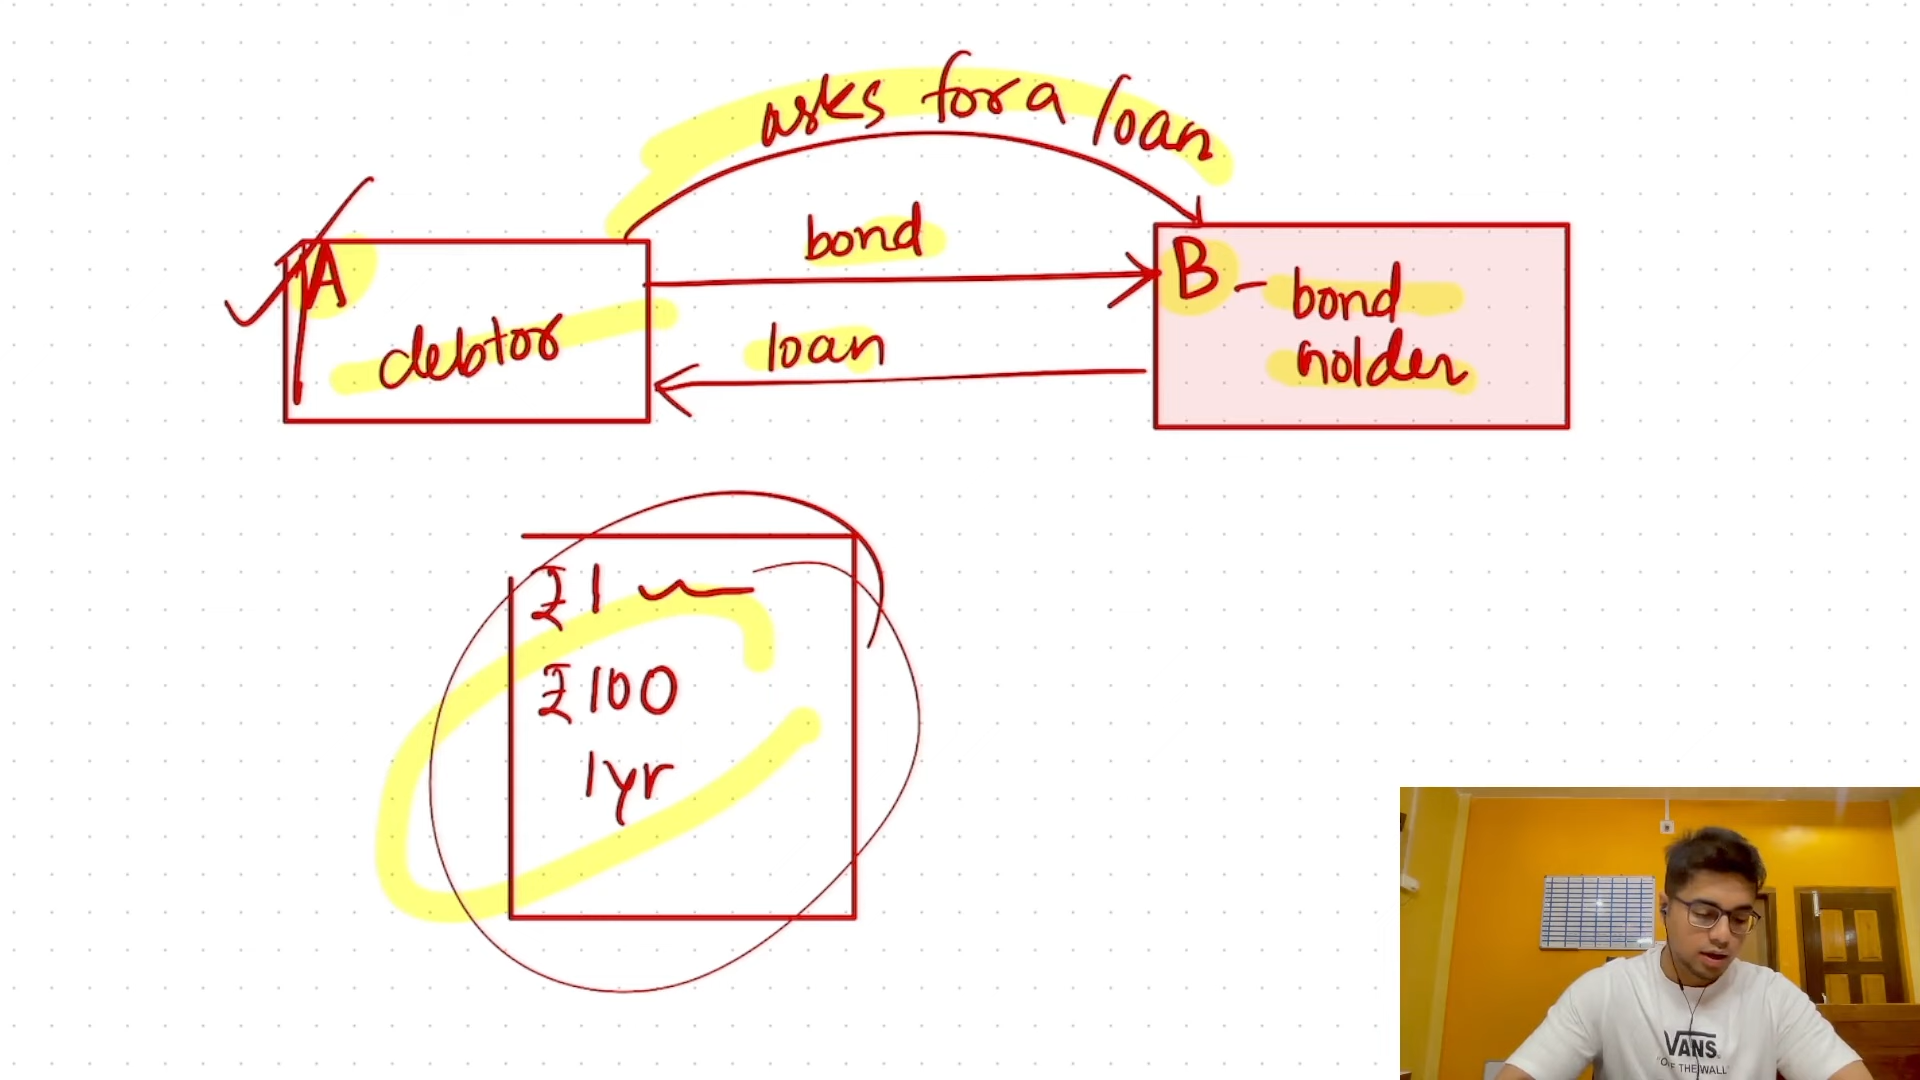 asks for a loan
bond
A
debtor
loan
B - bond
holder
₹1
₹100
1yr
VANS
"OFF THE WALL"